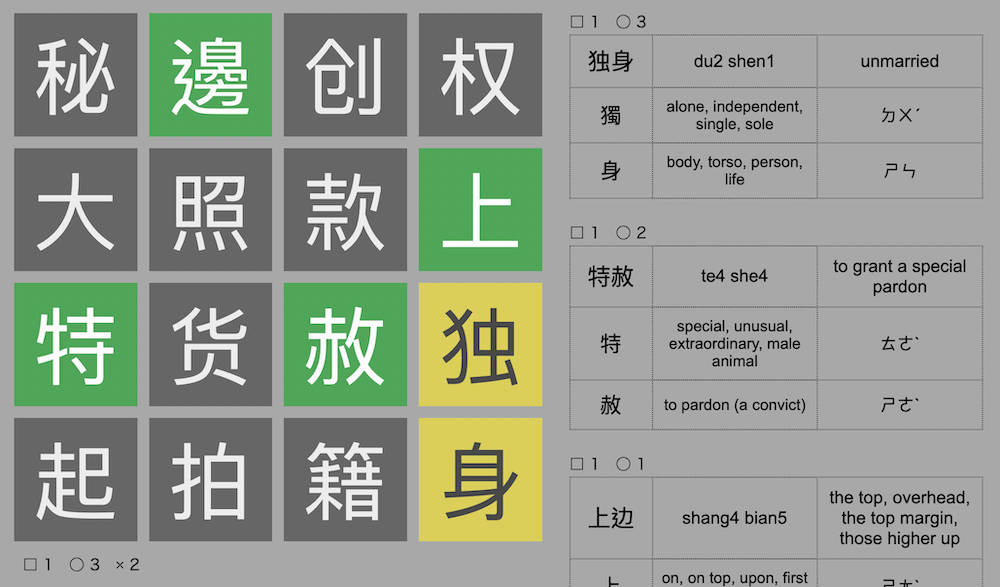 秘 邊 创 权
大 照 款 上
特 货 赦 独
起 拍 籍 身
□ 1 ○ 3 × 2
□ 1 ○ 3
独身 du2 shen1 unmarried
獨 alone, independent, single, sole ㄉㄨˊ
身 body, torso, person, life ㄕㄣ
□ 1 ○ 2
特赦 te4 she4 to grant a special pardon
特 special, unusual, extraordinary, male animal ㄊㄜˋ
赦 to pardon (a convict) ㄕㄜˋ
□ 1 ○ 1
上边 shang4 bian5 the top, overhead, the top margin, those higher up
on, on top, upon, first